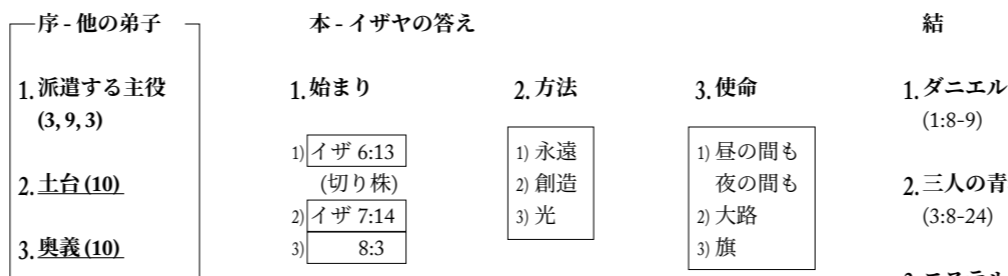 序 - 他の弟子
1. 派遣する主役
(3, 9, 3)
2. 土台 (10)
3. 奥義 (10)
本 - イザヤの答え
1. 始まり
1) イザ 6:13
(切り株)
2) イザ 7:14
3) 8:3
2. 方法
1) 永遠
2) 創造
3) 光
3. 使命
1) 昼の間も
夜の間も
2) 大路
3) 旗
結
1. ダニエル
(1:8-9)
2. 三人の青
(3:8-24)